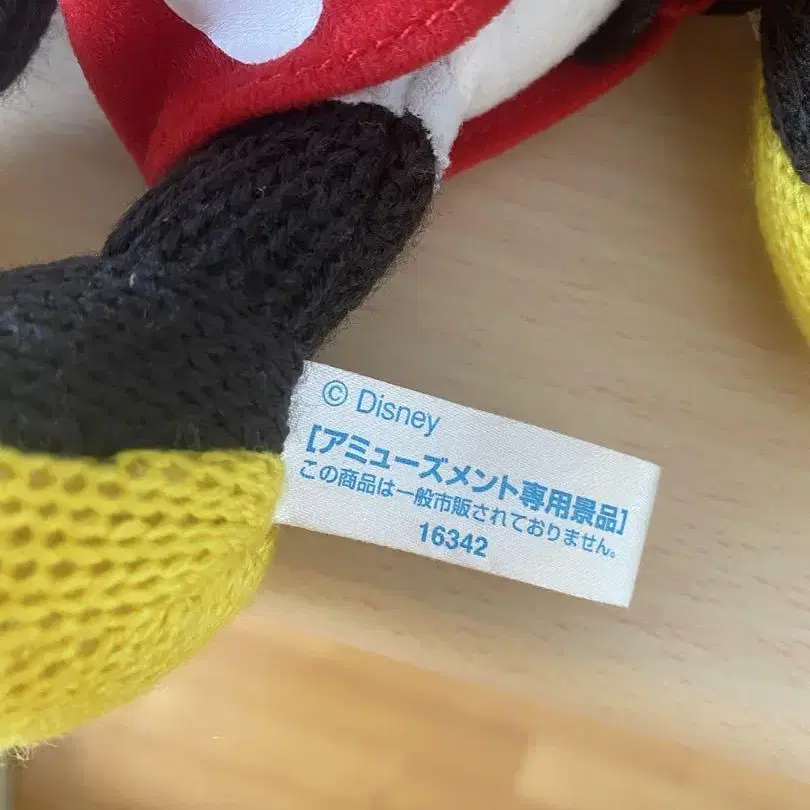 © Disney
[アミューズメント専用景品]
この商品は一般市販されておりません。
16342